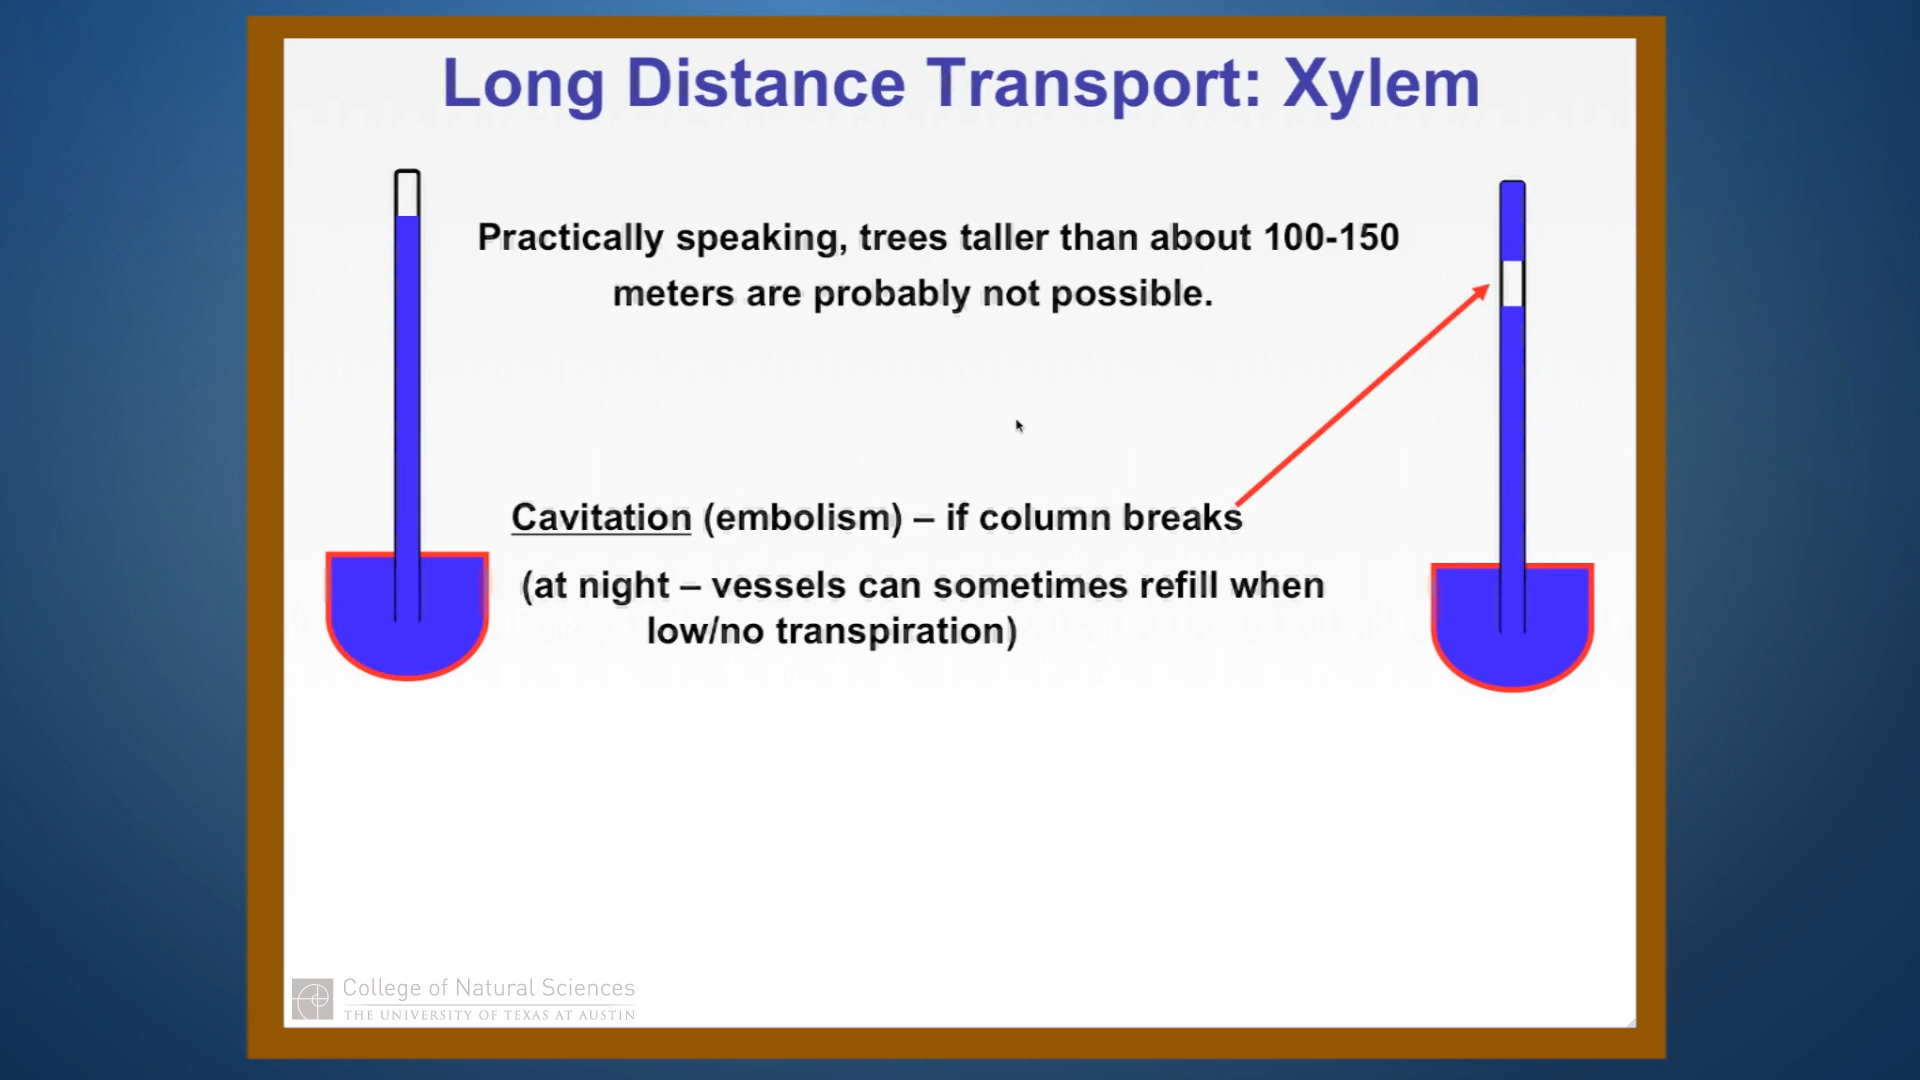 Long Distance Transport: Xylem
Practically speaking, trees taller than about 100-150
meters are probably not possible.
Cavitation (embolism) – if column breaks
(at night – vessels can sometimes refill when
low/no transpiration)
College of Natural Sciences
THE UNIVERSITY OF TEXAS AT AUSTIN